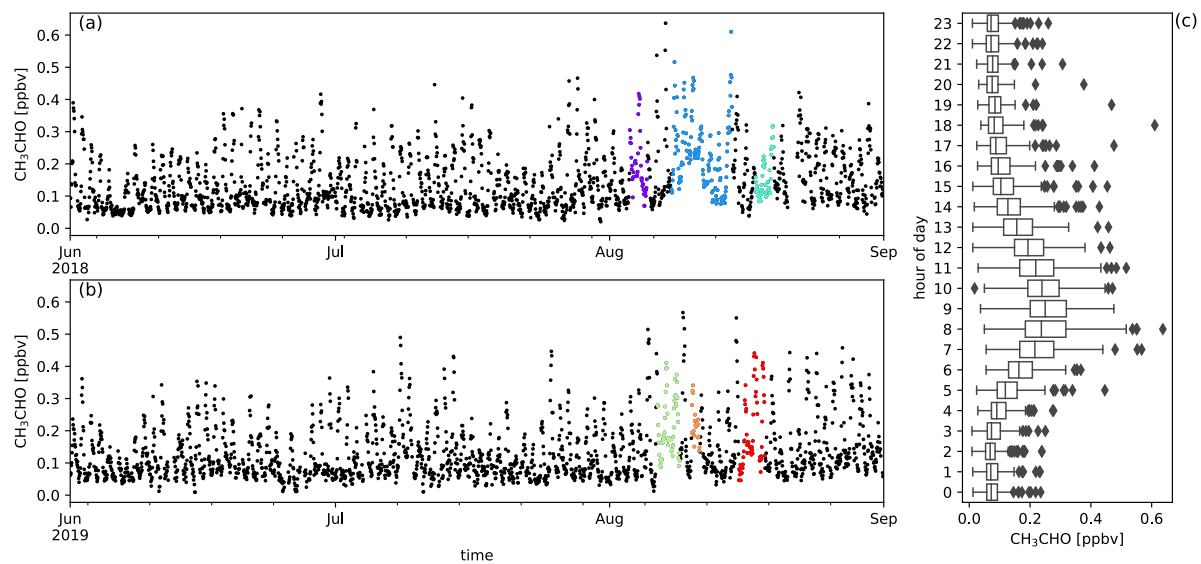 (a)
CH₃CHO [ppbv]
0.6
0.5
0.4
0.3
0.2
0.1
0.0
Jun
2018
Jul
Aug
Sep
(b)
CH₃CHO [ppbv]
0.6
0.5
0.4
0.3
0.2
0.1
0.0
Jun
2019
Jul
Aug
Sep
time
(c)
hour of day
23
22
21
20
19
18
17
16
15
14
13
12
11
10
9
8
7
6
5
4
3
2
1
0
0.0 0.2 0.4 0.6
CH₃CHO [ppbv]